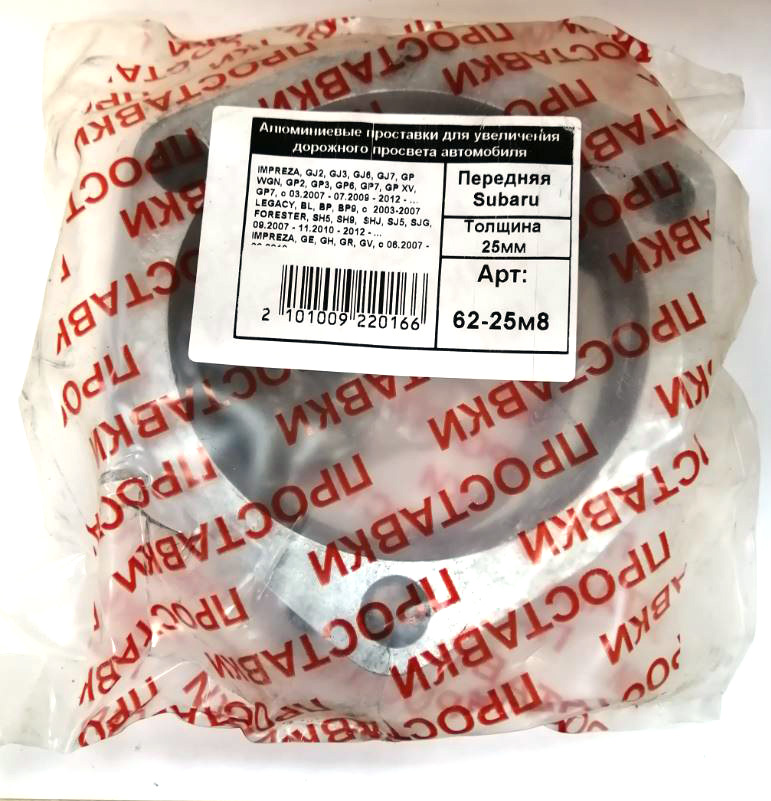 Алюминиевые проставки для увеличения
дорожного просвета автомобиля
IMPREZA, GJ2, GJ3, GJ6, GJ7, GP
WGN, GP2, GP3, GP6, GP7, GP XV,
GP7, с 03.2007 - 07.2009 - 2012 - ...
LEGACY, BL, BP, BP9, с 2003-2007
FORESTER, SH5, SH9, SHJ, SJ5, SJG,
09.2007 - 11.2010 - 2012 - ...
IMPREZA, GE, GH, GR, GV, с 06.2007 -
Передняя
Subaru
Толщина
25мм
Арт:
62-25м8
2 101009 220166
ПРОСТАВКИ
ПРОСТАВКИ
ПРОСТАВКИ
ПРОСТАВКИ
ПРОСТАВКИ
ПРОСТАВКИ